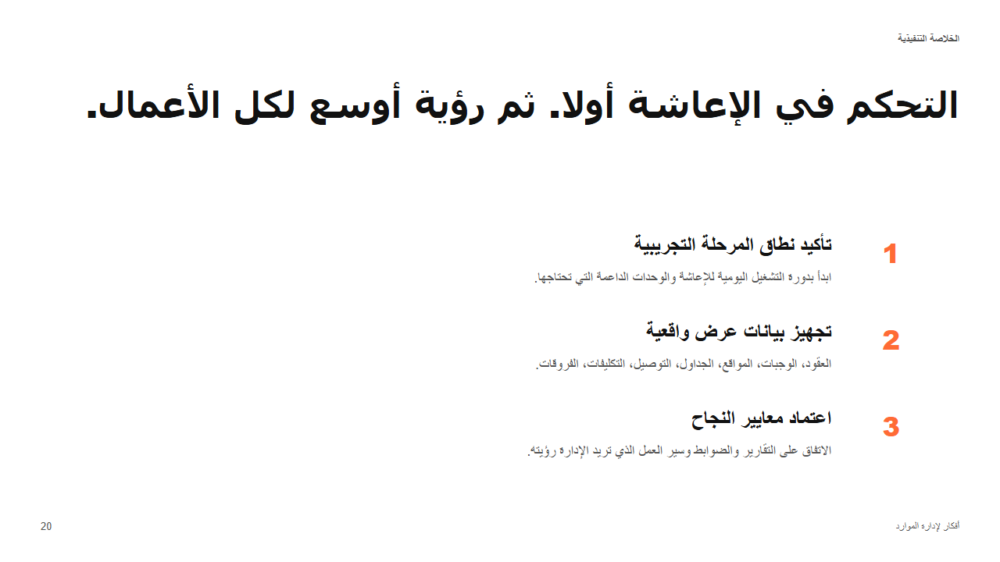 الخلاصة التنفيذية
التحكم في الإعاشة أولا. ثم رؤية أوسع لكل الأعمال.
1
تأكيد نطاق المرحلة التجريبية
ابدأ بدورة التشغيل اليومية للإعاشة والوحدات الداعمة التي تحتاجها.
2
تجهيز بيانات عرض واقعية
العقود، الوجبات، المواقع، الجداول، التوصيل، التكليفات، الفروقات.
3
اعتماد معايير النجاح
الاتفاق على التقارير والضوابط وسير العمل الذي تريد الإدارة رؤيته.
أفكار لإدارة الموارد
20